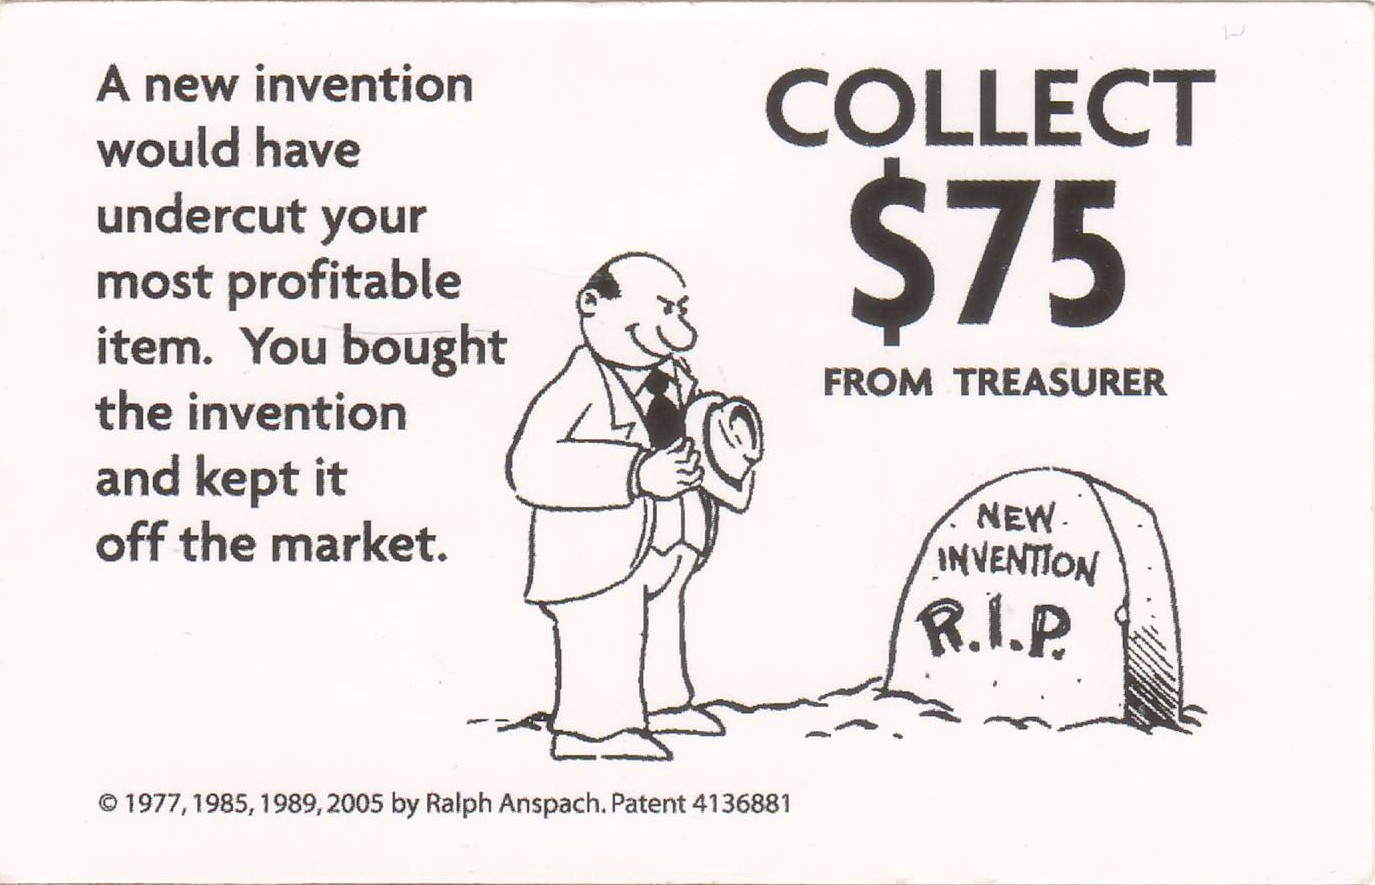 A new invention
would have
undercut your
most profitable
item. You bought
the invention
and kept it
off the market.
COLLECT
$75
FROM TREASURER
NEW
INVENTION
R.I.P.
© 1977, 1985, 1989, 2005 by Ralph Anspach. Patent 4136881